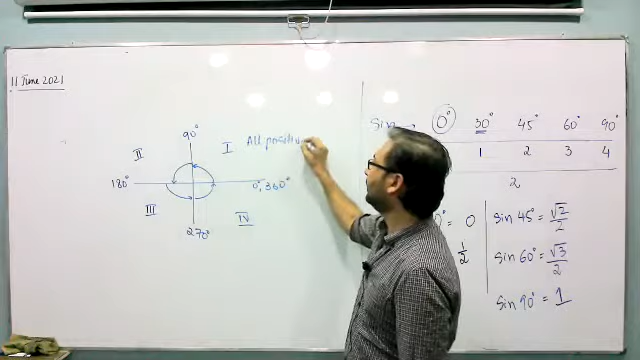 11 June 2021
90°
II
I All positiv
180°
0°, 360°
III
IV
270°
Sin → 0° 30° 45° 60° 90°
1 2 3 4
2
0° = 0
1/2
Sin 45° = √2/2
Sin 60° = √3/2
Sin 90° = 1